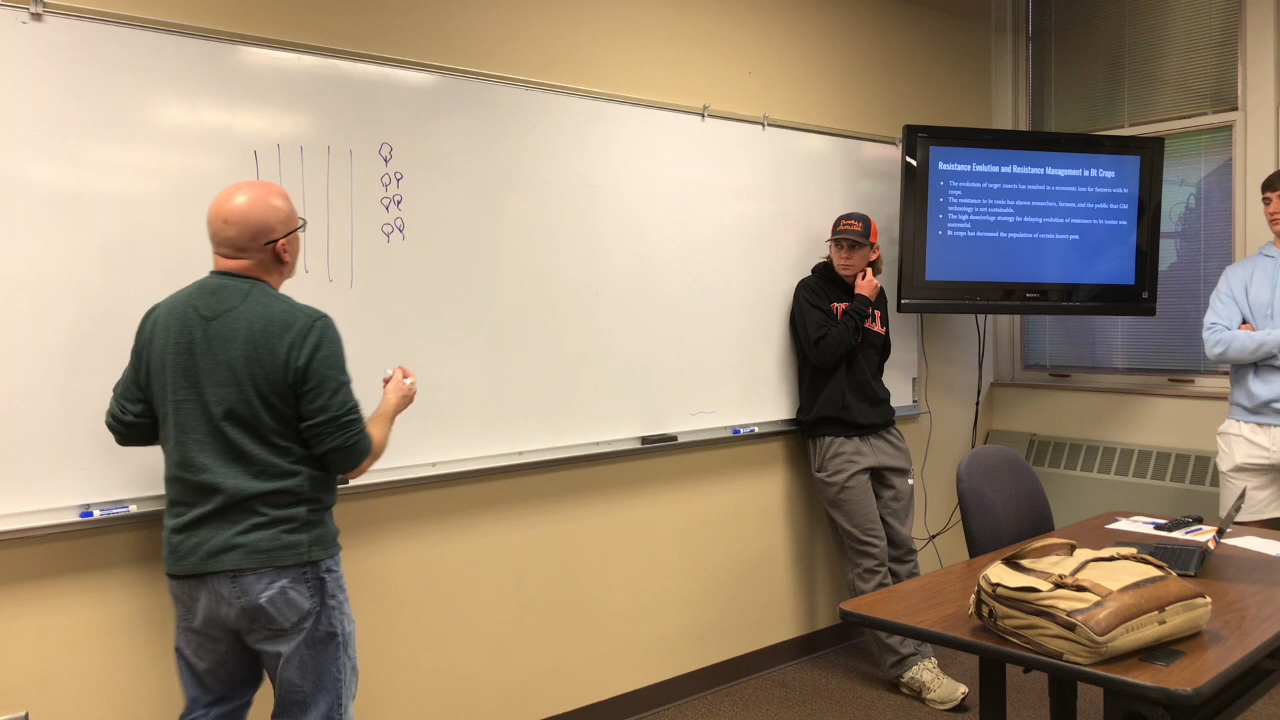 Resistance Evolution and Resistance Management in Bt Crops
• The evolution of target insects has resulted in a economic loss for farmers with bt
crops.
• The resistance to bt toxin has shown researchers, farmers, and the public that GM
technology is not sustainable.
• The high dose/refuge strategy for delaying evolution of resistance to bt toxins was
successful.
• Bt crops has decreased the population of certain insect-pest.
SONY